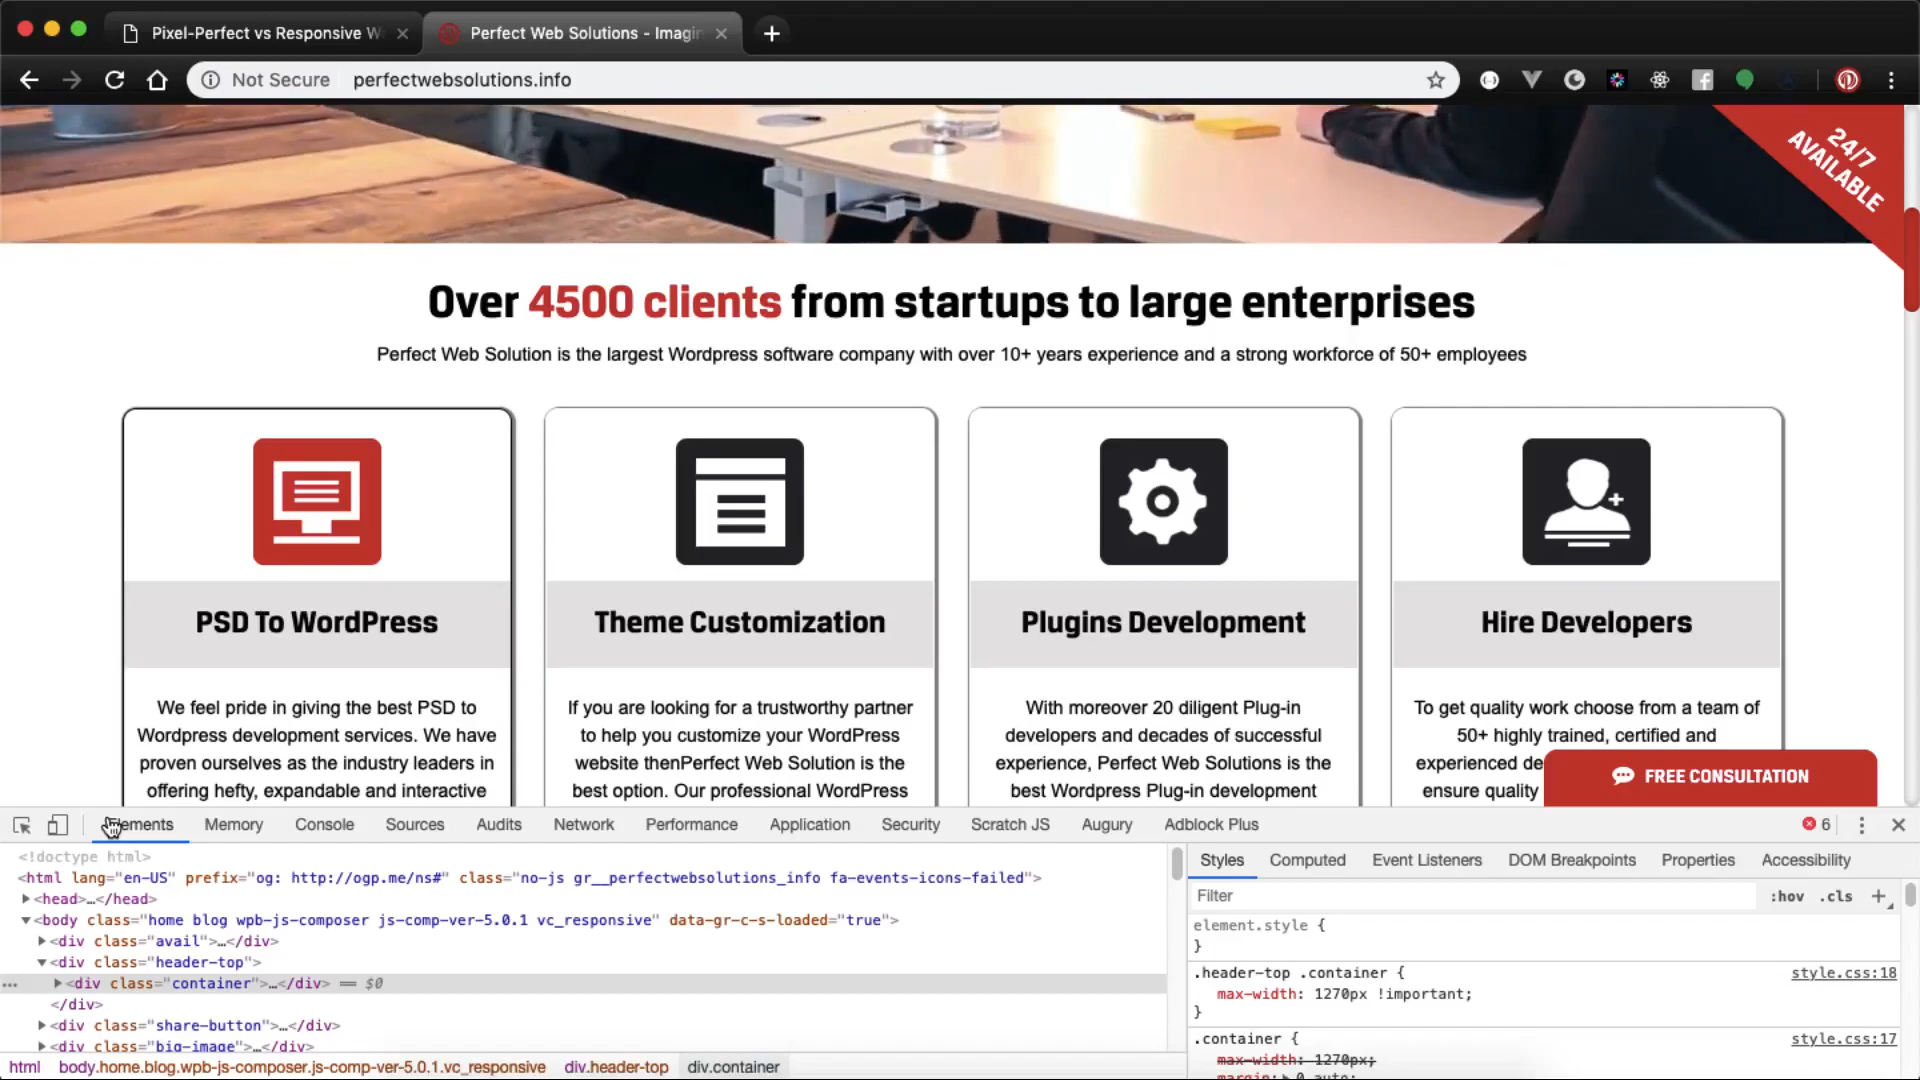 Pixel-Perfect vs Responsive W
Perfect Web Solutions - Imagin
Not Secure
perfectwebsolutions.info
24/7
AVAILABLE
Over 4500 clients from startups to large enterprises
Perfect Web Solution is the largest Wordpress software company with over 10+ years experience and a strong workforce of 50+ employees
PSD To WordPress
Theme Customization
Plugins Development
Hire Developers
We feel pride in giving the best PSD to
Wordpress development services. We have
proven ourselves as the industry leaders in
offering hefty, expandable and interactive
If you are looking for a trustworthy partner
to help you customize your WordPress
website thenPerfect Web Solution is the
best option. Our professional WordPress
With moreover 20 diligent Plug-in
developers and decades of successful
experience, Perfect Web Solutions is the
best Wordpress Plug-in development
To get quality work choose from a team of
50+ highly trained, certified and
experienced de
ensure quality
FREE CONSULTATION
Elements Memory Console Sources Audits Network Performance Application Security Scratch JS Augury Adblock Plus 6
<!doctype html>
<html lang="en-US" prefix="og: http://ogp.me/ns#" class="no-js gr__perfectwebsolutions_info fa-events-icons-failed">
<head>…</head>
<body class="home blog wpb-js-composer js-comp-ver-5.0.1 vc_responsive" data-gr-c-s-loaded="true">
<div class="avail">…</div>
<div class="header-top">
… <div class="container">…</div> == $0
</div>
<div class="share-button">…</div>
<div class="big-image">…</div>
html body.home.blog.wpb-js-composer.js-comp-ver-5.0.1.vc_responsive div.header-top div.container
Styles Computed Event Listeners DOM Breakpoints Properties Accessibility
Filter :hov .cls +
element.style {
}
.header-top .container { style.css:18
max-width: 1270px !important;
}
.container { style.css:17
max-width: 1270px;
margin: 0 auto;